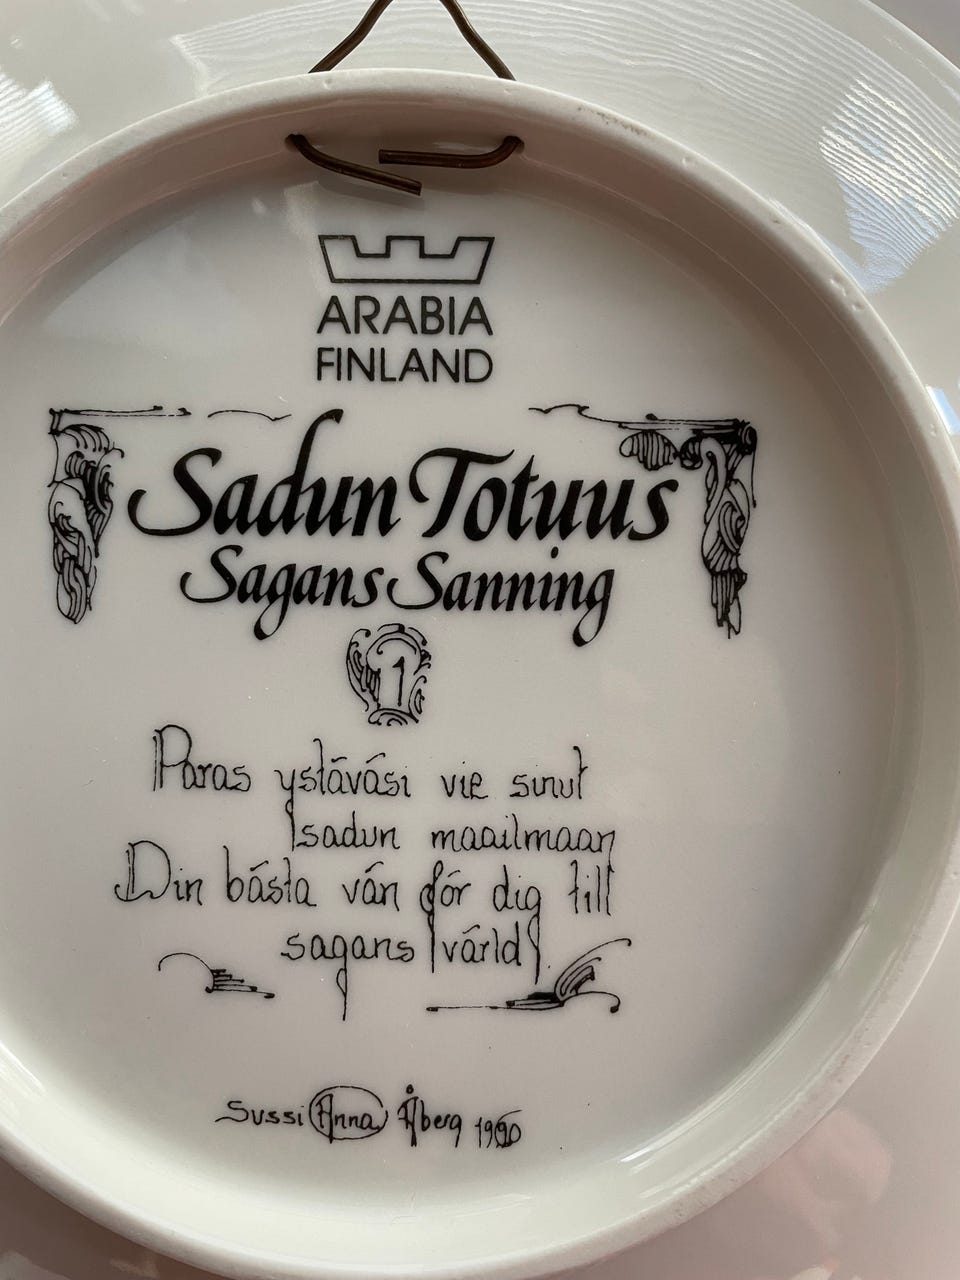 ARABIA
FINLAND
Sadun Totuus
Sagans Sanning
1
Paras ystäväsi vie sinut
sadun maailmaan
Din bästa vän för dig till
sagans värld
Sussi Anna Åberg 1990